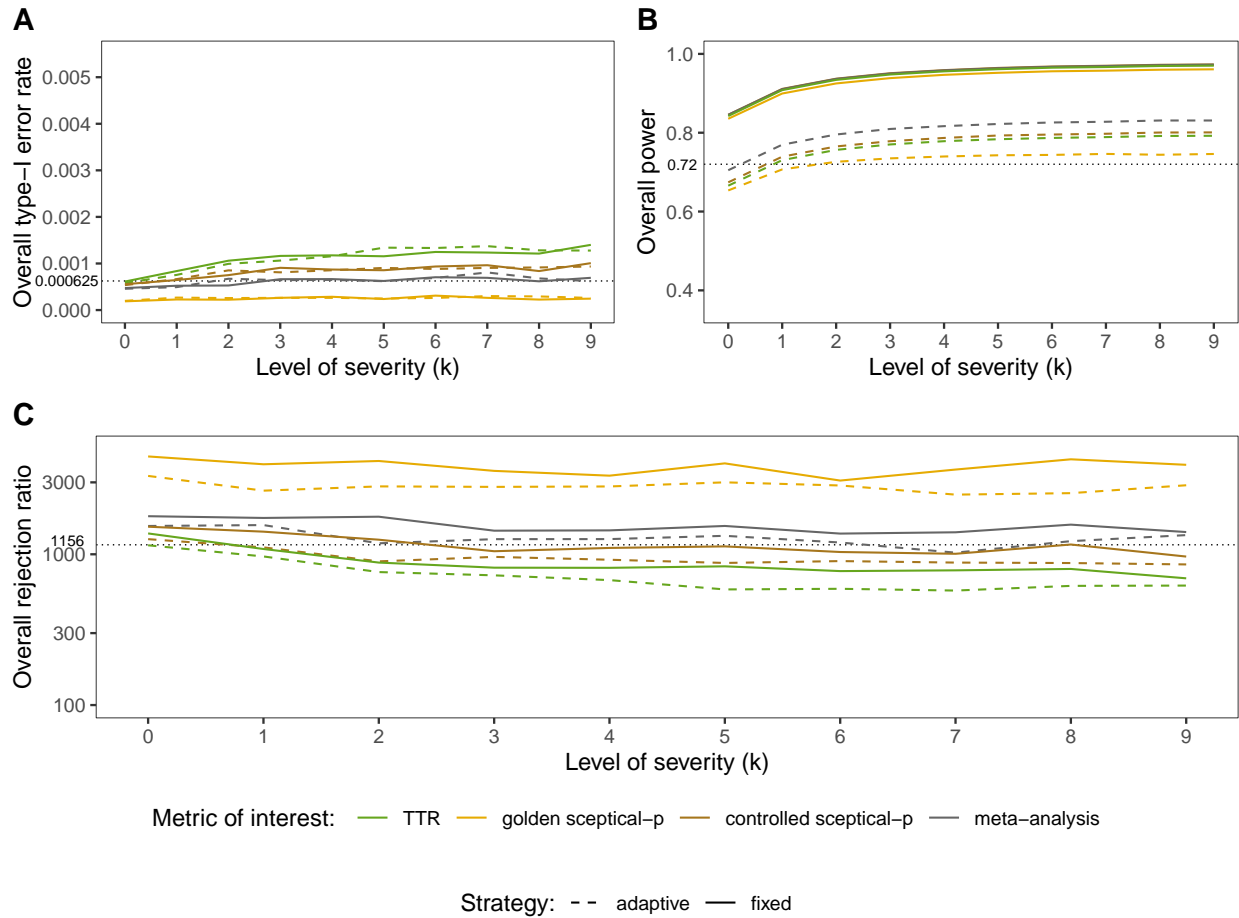 A
Overall type−I error rate
0.005
0.004
0.003
0.002
0.001
0.000625
0.000
0 1 2 3 4 5 6 7 8 9
Level of severity (k)
B
Overall power
1.0
0.8
0.72
0.6
0.4
0 1 2 3 4 5 6 7 8 9
Level of severity (k)
C
Overall rejection ratio
3000
1156
1000
300
100
0 1 2 3 4 5 6 7 8 9
Level of severity (k)
Metric of interest: TTR golden sceptical−p controlled sceptical−p meta−analysis
Strategy: adaptive fixed